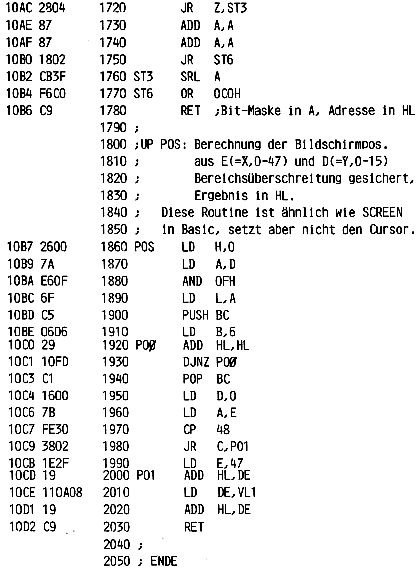 10AC 2804 1720 JR Z,ST3
10AE 87 1730 ADD A,A
10AF 87 1740 ADD A,A
10B0 1802 1750 JR ST6
10B2 CB3F 1760 ST3 SRL A
10B4 F6C0 1770 ST6 OR 0C0H
10B6 C9 1780 RET ;Bit-Maske in A, Adresse in HL
1790 ;
1800 ;UP POS: Berechnung der Bildschirmpos.
1810 ; aus E(=X,0-47) und D(=Y,0-15)
1820 ; Bereichsüberschreitung gesichert,
1830 ; Ergebnis in HL.
1840 ; Diese Routine ist ähnlich wie SCREEN
1850 ; in Basic, setzt aber nicht den Cursor.
10B7 2600 1860 POS LD H,0
10B9 7A 1870 LD A,D
10BA E60F 1880 AND 0FH
10BC 6F 1890 LD L,A
10BD C5 1900 PUSH BC
10BE 0606 1910 LD B,6
10C0 29 1920 PO0 ADD HL,HL
10C1 10FD 1930 DJNZ PO0
10C3 C1 1940 POP BC
10C4 1600 1950 LD D,0
10C6 7B 1960 LD A,E
10C7 FE30 1970 CP 48
10C9 3802 1980 JR C,PO1
10CB 1E2F 1990 LD E,47
10CD 19 2000 PO1 ADD HL,DE
10CE 110A08 2010 LD DE,VL1
10D1 19 2020 ADD HL,DE
10D2 C9 2030 RET
2040 ;
2050 ; ENDE